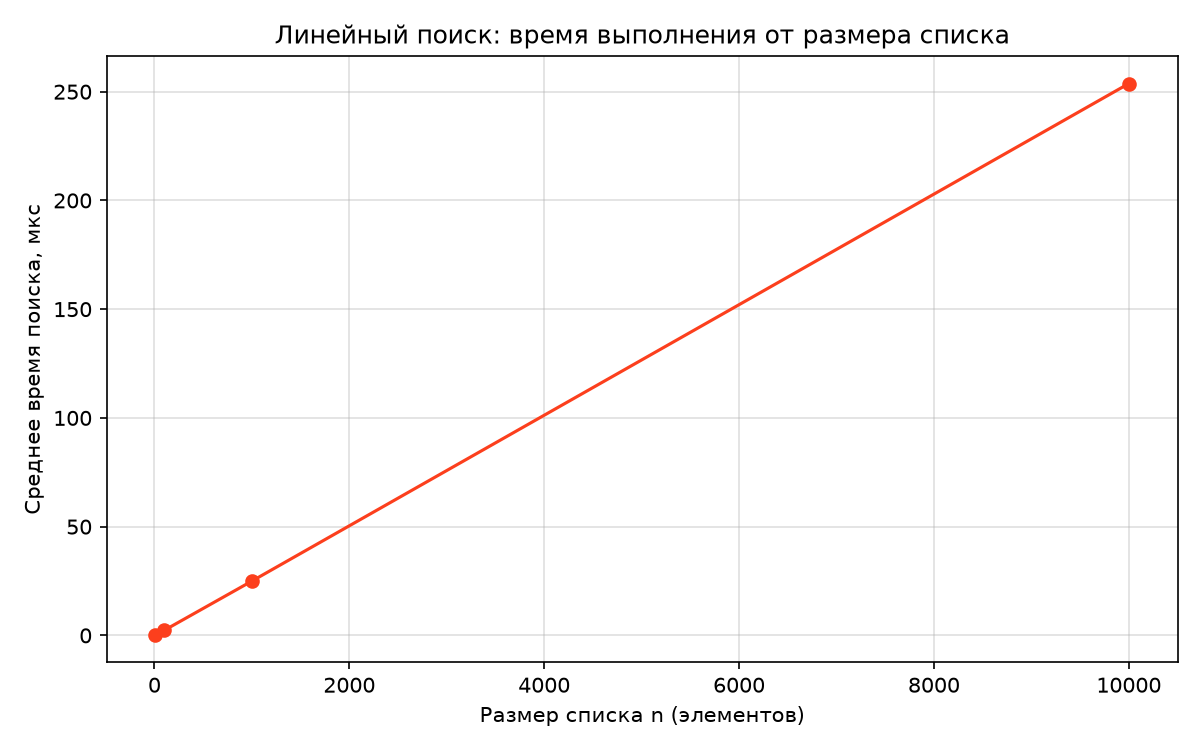 Линейный поиск: время выполнения от размера списка
Среднее время поиска, мкс
250
200
150
100
50
0
0 2000 4000 6000 8000 10000
Размер списка n (элементов)